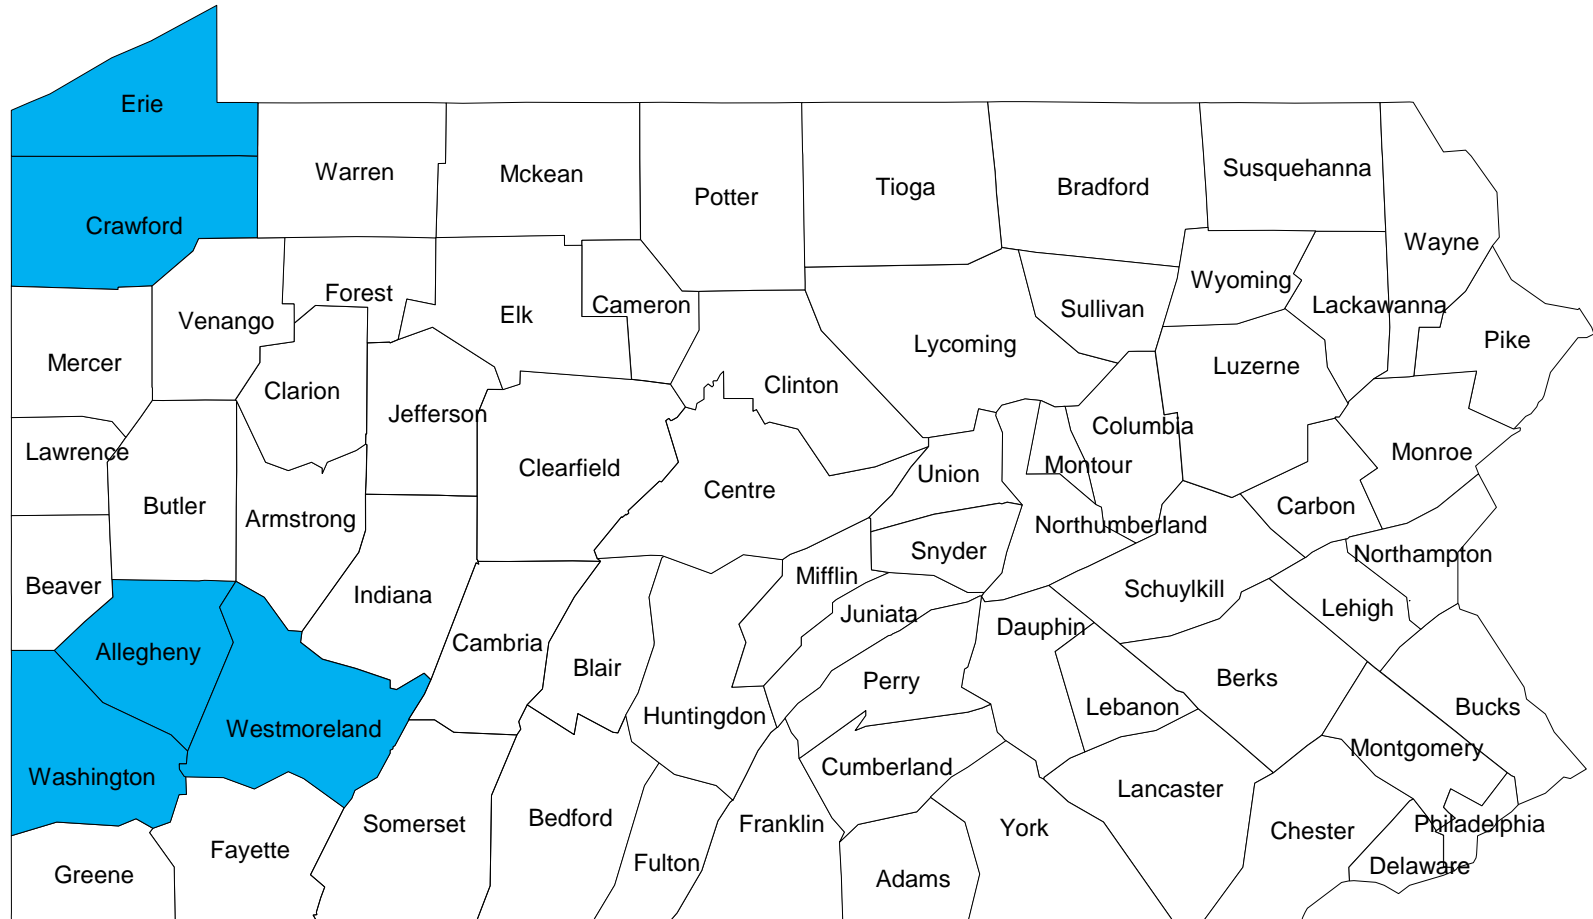 Erie
Warren
Mckean
Potter
Tioga
Bradford
Susquehanna
Crawford
Wayne
Venango
Forest
Elk
Cameron
Wyoming
Sullivan
Lackawanna
Mercer
Clarion
Jefferson
Clinton
Lycoming
Luzerne
Pike
Lawrence
Butler
Armstrong
Clearfield
Centre
Union
Montour
Columbia
Monroe
Carbon
Beaver
Indiana
Snyder
Northumberland
Northampton
Mifflin
Juniata
Schuylkill
Lehigh
Allegheny
Cambria
Blair
Dauphin
Westmoreland
Huntingdon
Perry
Lebanon
Berks
Bucks
Washington
Cumberland
Lancaster
Montgomery
Greene
Fayette
Somerset
Bedford
Fulton
Franklin
Adams
York
Chester
Philadelphia
Delaware